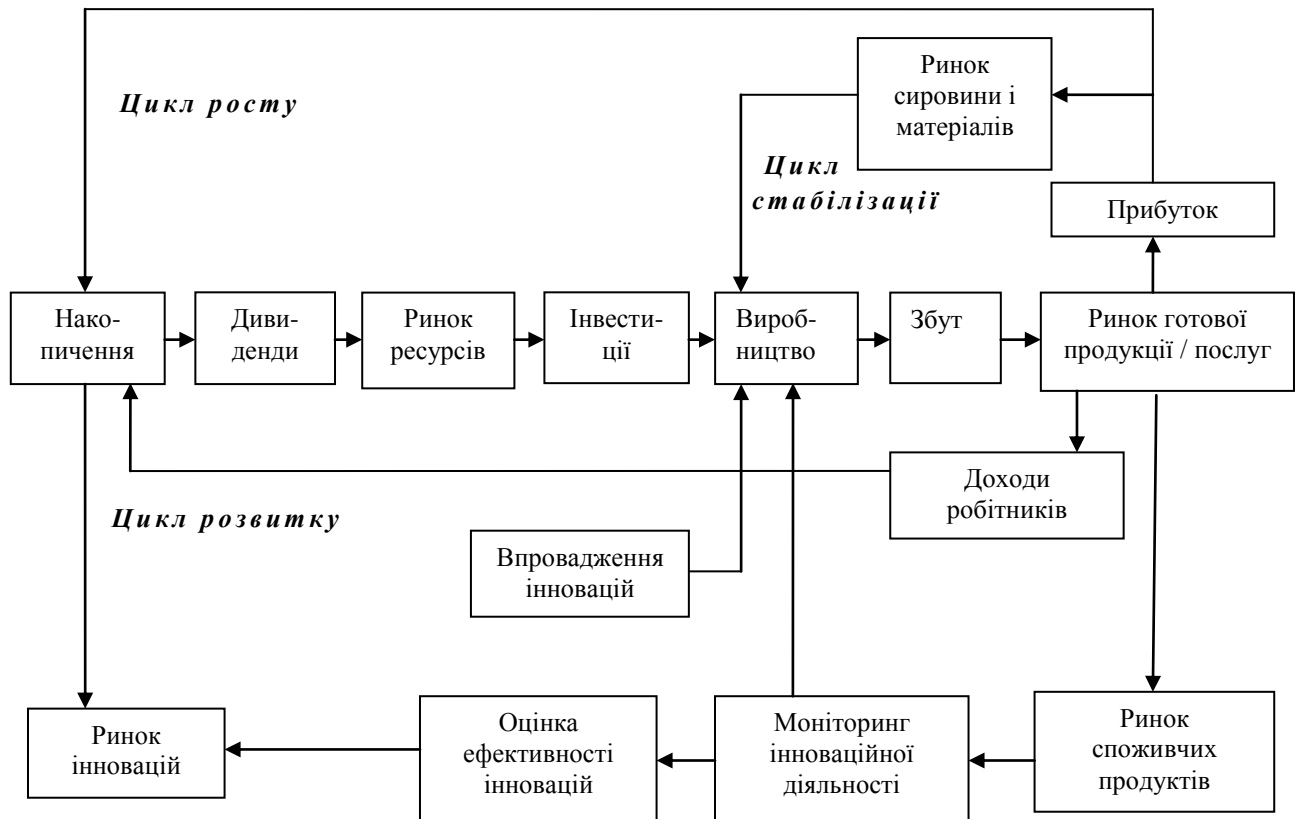 Цикл росту
Ринок
сировини і
матеріалів
Цикл
стабілізації
Прибуток
Нако-
пичення
Диви-
денди
Ринок
ресурсів
Інвести-
ції
Вироб-
ництво
Збут
Ринок готової
продукції / послуг
Доходи
робітників
Цикл розвитку
Впровадження
інновацій
Ринок
інновацій
Оцінка
ефективності
інновацій
Моніторинг
інноваційної
діяльності
Ринок
споживчих
продуктів